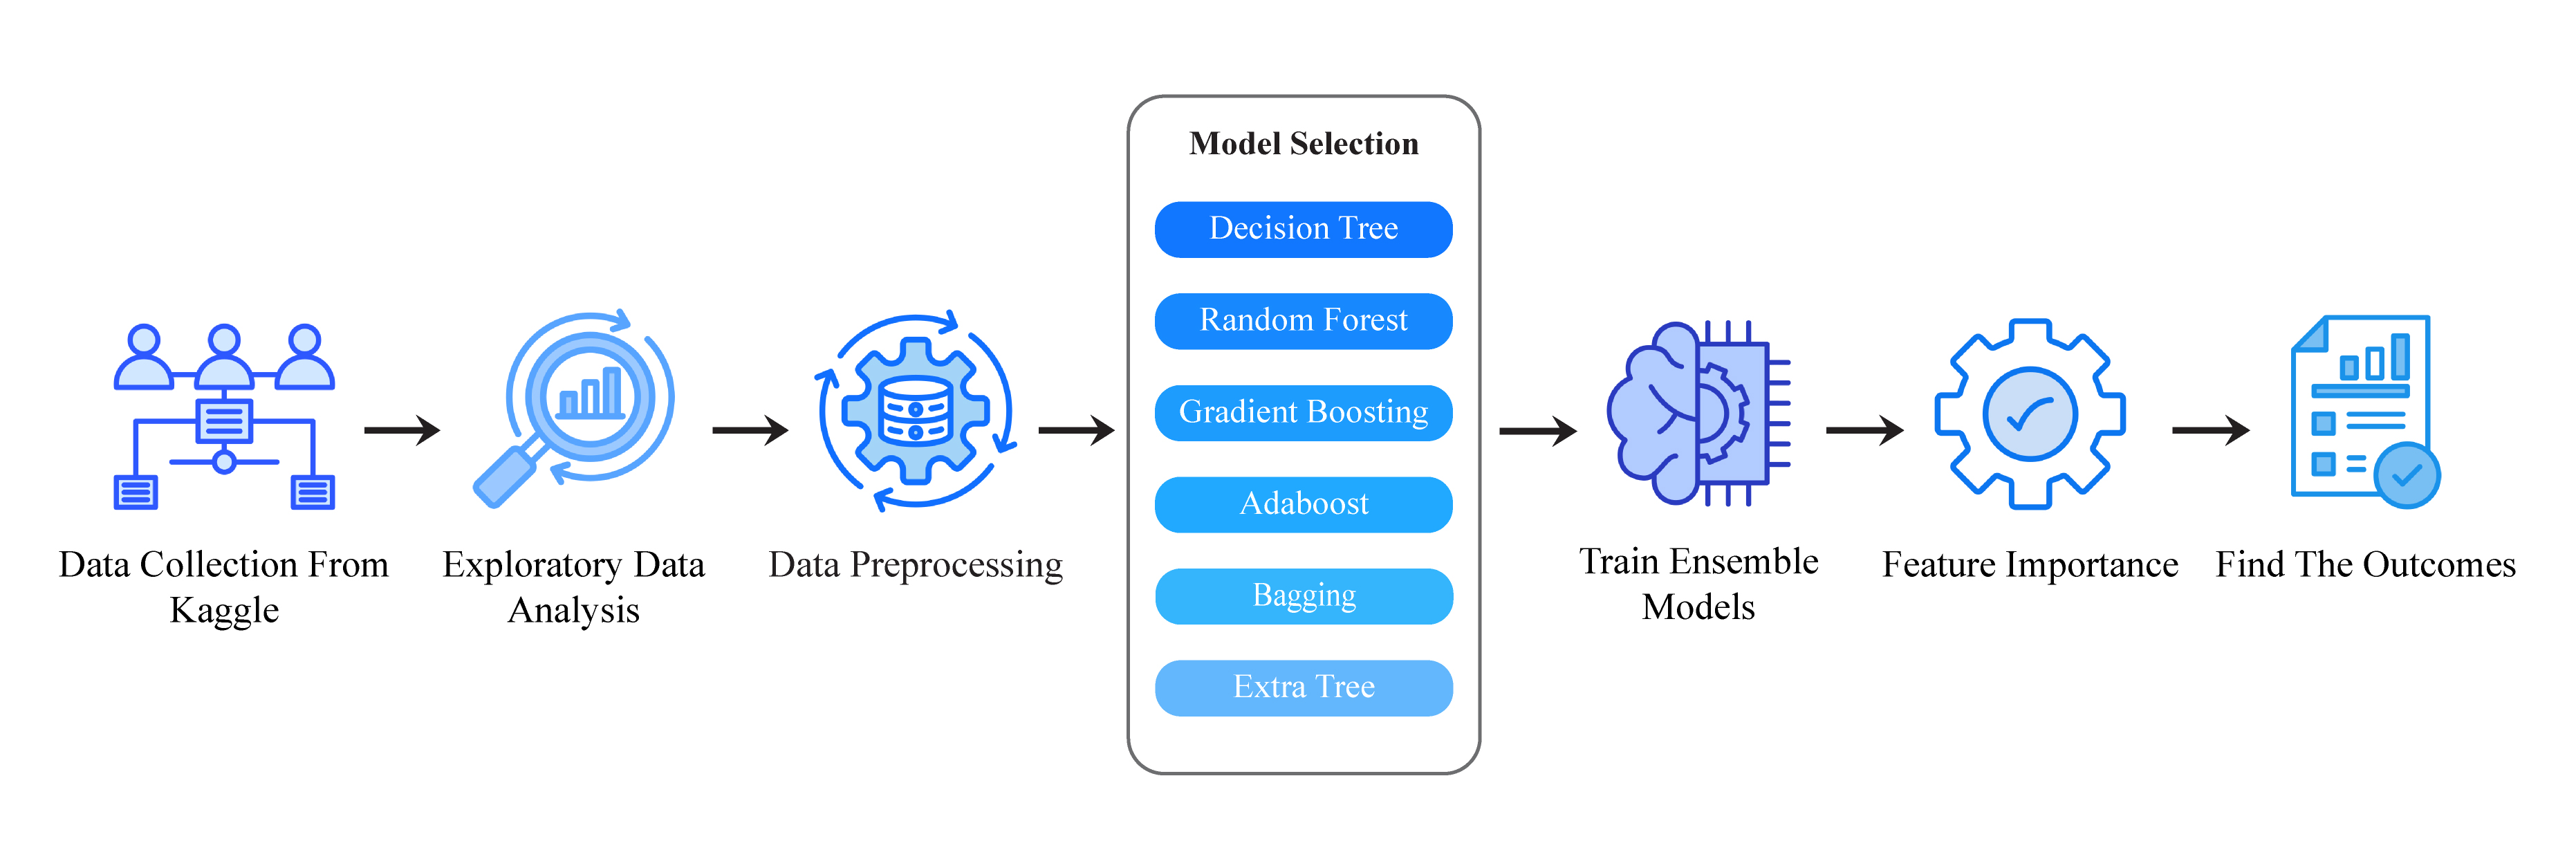 Data Collection From
Kaggle
Exploratory Data
Analysis
Data Preprocessing
Model Selection
Decision Tree
Random Forest
Gradient Boosting
Adaboost
Bagging
Extra Tree
Train Ensemble
Models
Feature Importance
Find The Outcomes